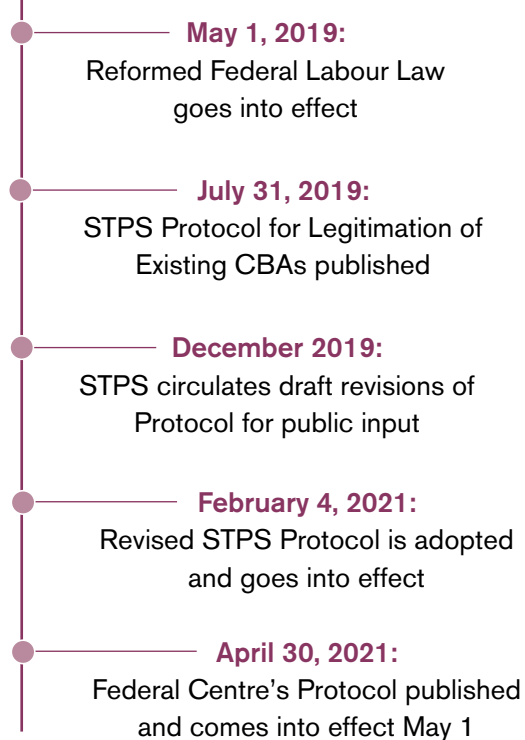 May 1, 2019:
Reformed Federal Labour Law
goes into effect
July 31, 2019:
STPS Protocol for Legitimation of
Existing CBAs published
December 2019:
STPS circulates draft revisions of
Protocol for public input
February 4, 2021:
Revised STPS Protocol is adopted
and goes into effect
April 30, 2021:
Federal Centre's Protocol published
and comes into effect May 1